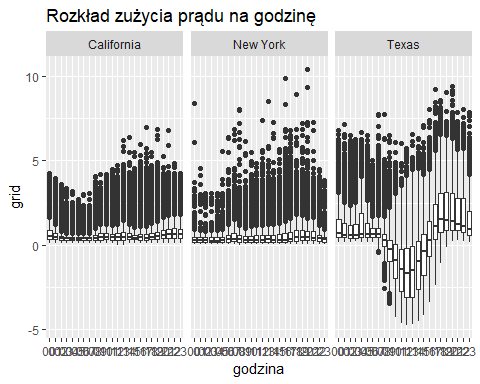 Rozkład zużycia prądu na godzinę
California New York Texas
10
5
0
-5
grid
godzina